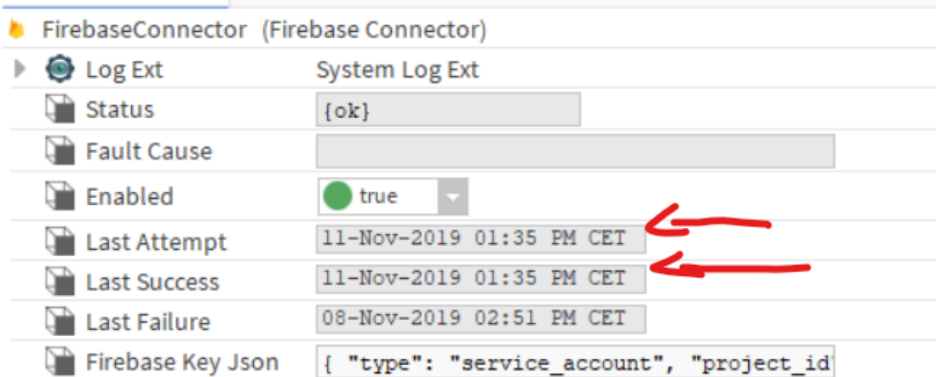 FirebaseConnector (Firebase Connector)
Log Ext System Log Ext
Status {ok}
Fault Cause
Enabled true
Last Attempt 11-Nov-2019 01:35 PM CET
Last Success 11-Nov-2019 01:35 PM CET
Last Failure 08-Nov-2019 02:51 PM CET
Firebase Key Json { "type": "service_account", "project_id"